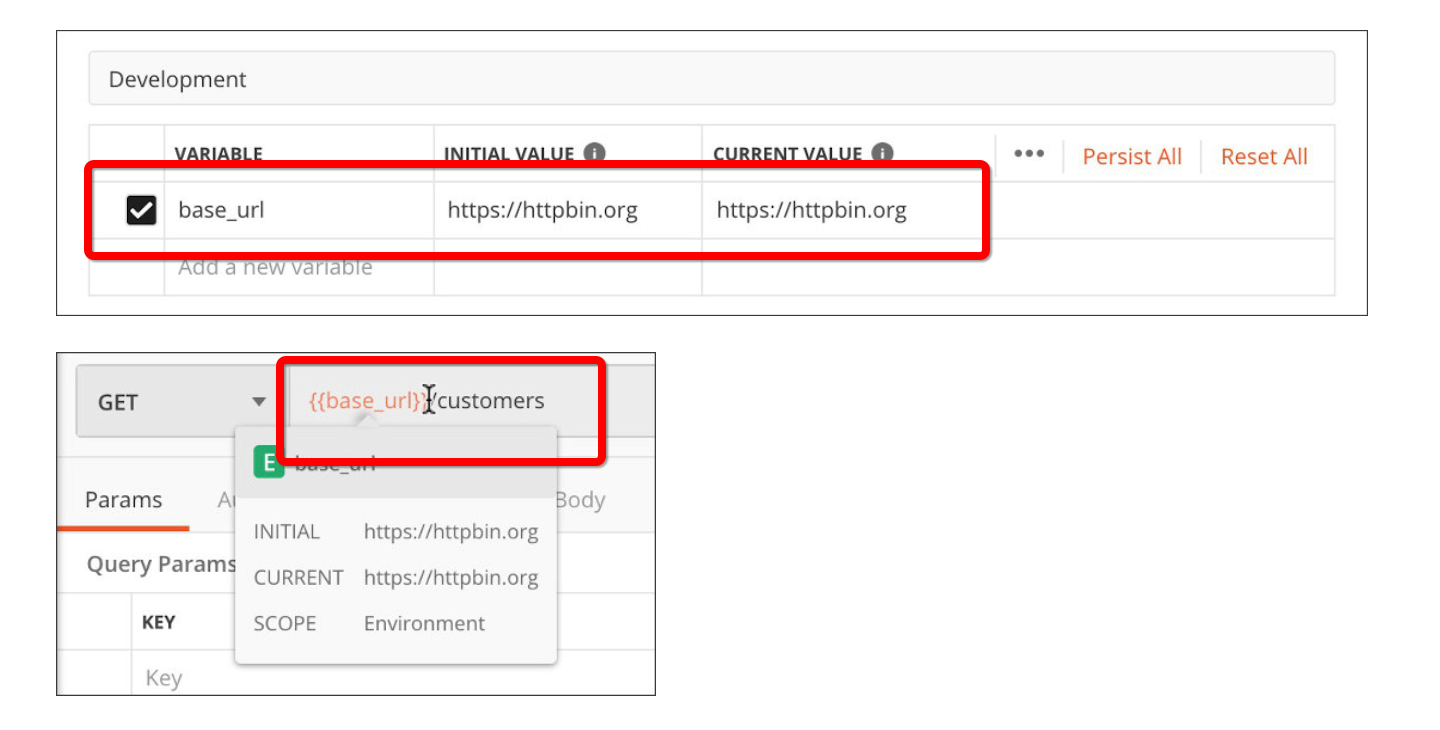 Development
VARIABLE INITIAL VALUE CURRENT VALUE ••• Persist All Reset All
base_url https://httpbin.org https://httpbin.org
Add a new variable
GET {{base_url}}/customers
E base_url
Params Body
INITIAL https://httpbin.org
Query Params
CURRENT https://httpbin.org
KEY SCOPE Environment
Key